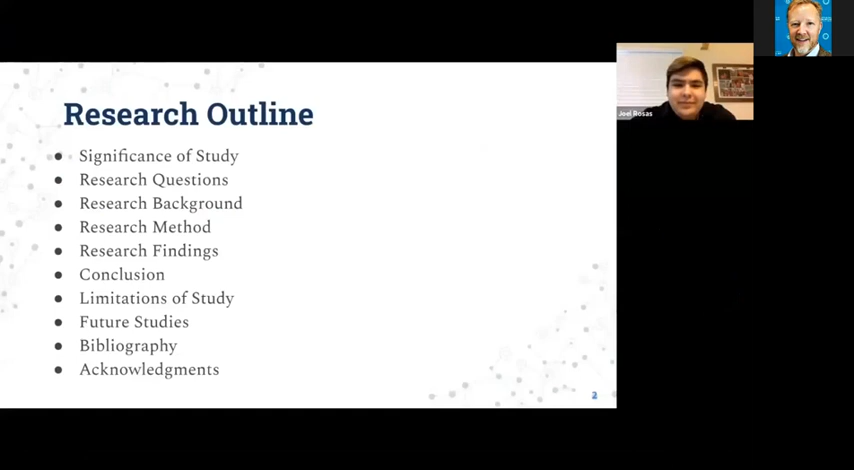 Research Outline
● Significance of Study
● Research Questions
● Research Background
● Research Method
● Research Findings
● Conclusion
● Limitations of Study
● Future Studies
● Bibliography
● Acknowledgments
2
Joel Rosas